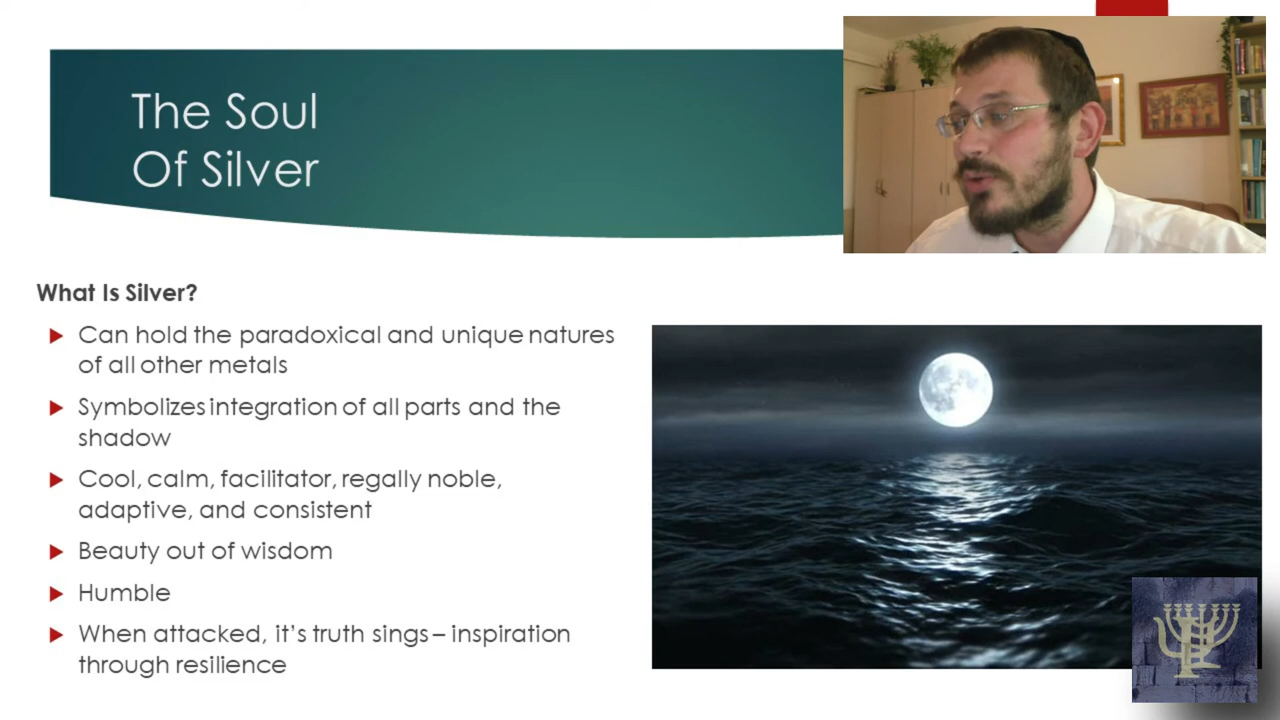 The Soul
Of Silver
What Is Silver?
Can hold the paradoxical and unique natures
of all other metals
Symbolizes integration of all parts and the
shadow
Cool, calm, facilitator, regally noble,
adaptive, and consistent
Beauty out of wisdom
Humble
When attacked, it's truth sings – inspiration
through resilience